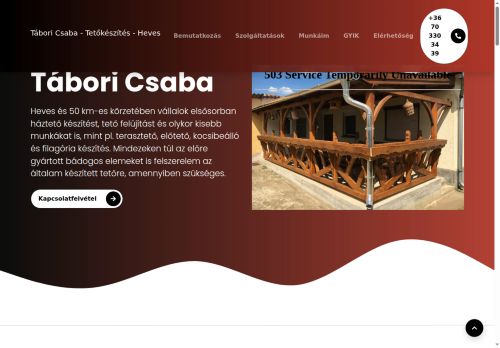 Tábori Csaba - Tetőkészítés - Heves
Bemutatkozás
Szolgáltatások
Munkáim
GYIK
Elérhetőség
+36
70
330
34
39
Tábori Csaba
503 Service Temporarily Unavailable
Heves és 50 km-es körzetében vállalok elsősorban
háztető készítést, tető felújítást és olykor kisebb
munkákat is, mint pl. terasztető, előtető, kocsibeálló
és filagória készítés. Mindezeken túl az előre
gyártott bádogos elemeket is felszerelem az
általam készített tetőre, amennyiben szükséges.
Kapcsolatfelvétel